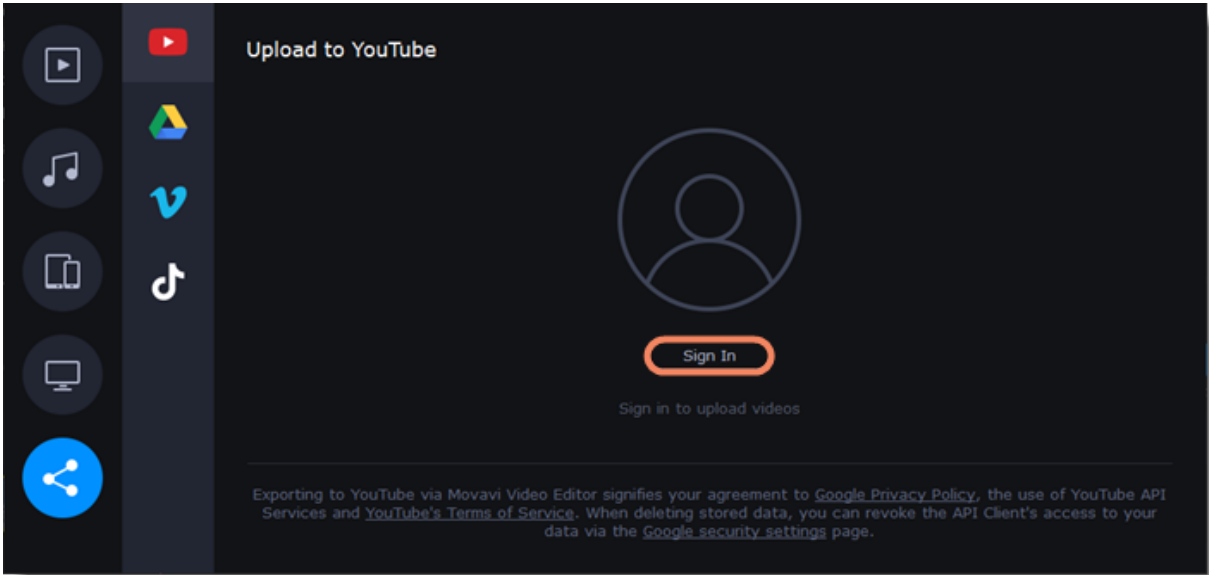 Upload to YouTube
Sign In
Sign in to upload videos
Exporting to YouTube via Movavi Video Editor signifies your agreement to Google Privacy Policy, the use of YouTube API
Services and YouTube's Terms of Service. When deleting stored data, you can revoke the API Client's access to your
data via the Google security settings page.